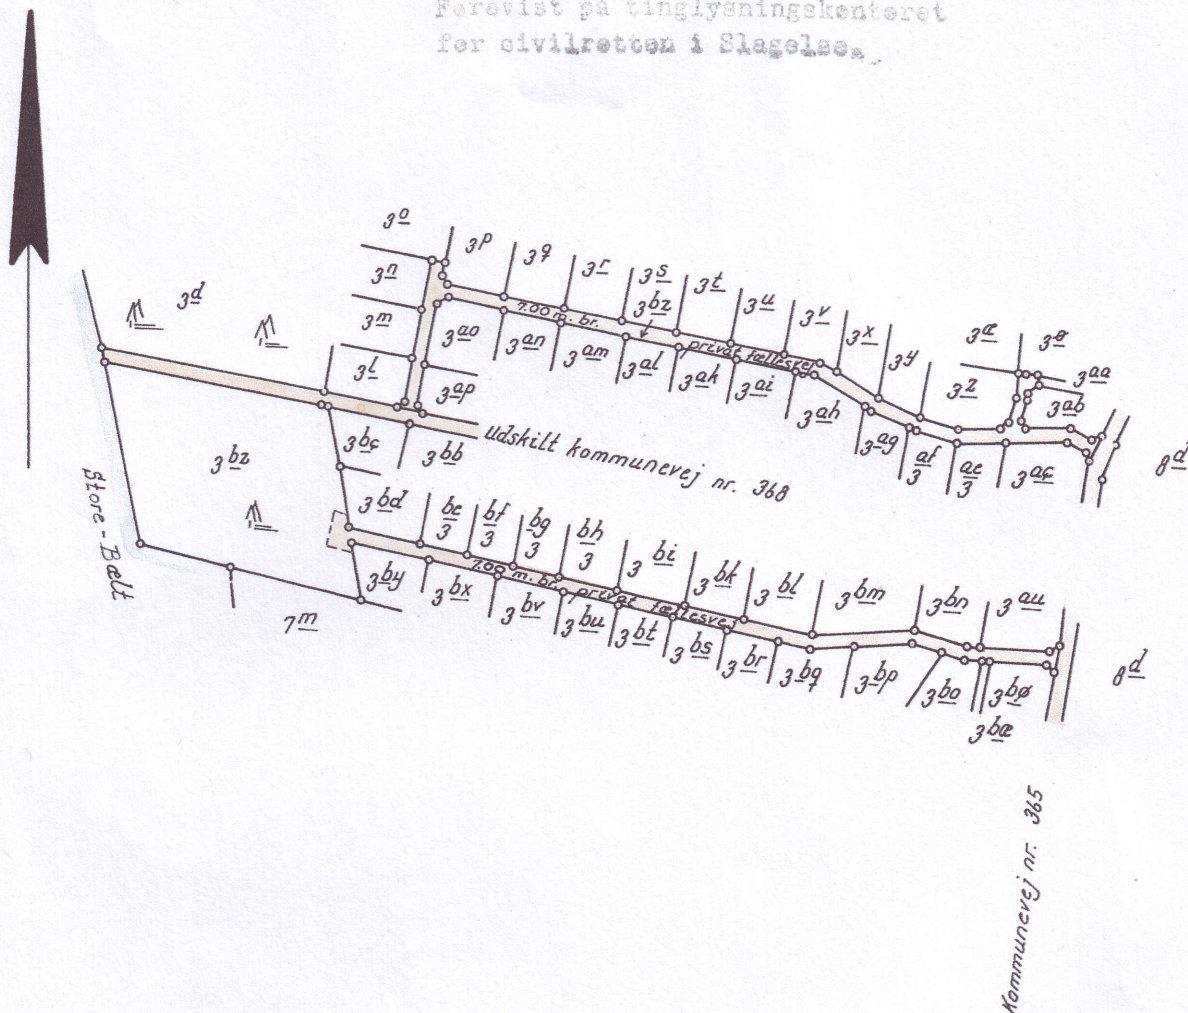 Forevist på tinglysningskontoret
for civilretten i Slagelse.
3o
3p
3q
3r
3s
3t
3u
3v
3x
3y
3z
3æ
3ø
3aa
3ab
3n
3d
3m
3bz
7.00 m. br.
privat fællesvej
3ao
3an
3am
3al
3ak
3ai
3ah
3ag
3af
3ae
3aç
8d
3l
3ap
Udskilt kommunevej nr. 368
3bz
3bç
3bb
Store-Bælt
3bd
3be
3bf
3bg
3bh
3bi
3bk
3bl
3bm
3bn
3au
7.00 m. br. privat fællesvej
8d
7m
3by
3bx
3bv
3bu
3bt
3bs
3br
3bq
3bp
3bo
3bø
3bæ
Kommunevej nr. 365